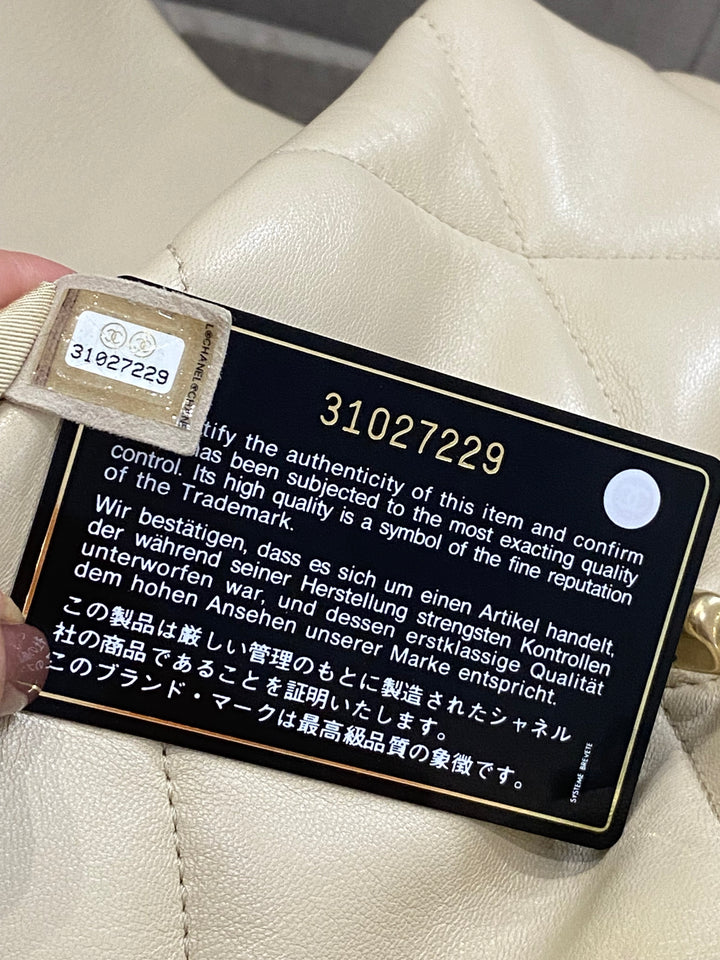 31027229
L®CHANEL®CHANE
31027229
tify the authenticity of this item and confirm
has been subjected to the most exacting quality
control. Its high quality is a symbol of the fine reputation
of the Trademark.
Wir bestätigen, dass es sich um einen Artikel handelt,
der während seiner Herstellung strengsten Kontrollen
unterworfen war, und dessen erstklassige Qualität
dem hohen Ansehen unserer Marke entspricht.
この製品は厳しい管理のもとに製造されたシャネル
社の商品であることを証明いたします。
このブランド・マークは最高級品質の象徴です。
SYSTEME BREVETE